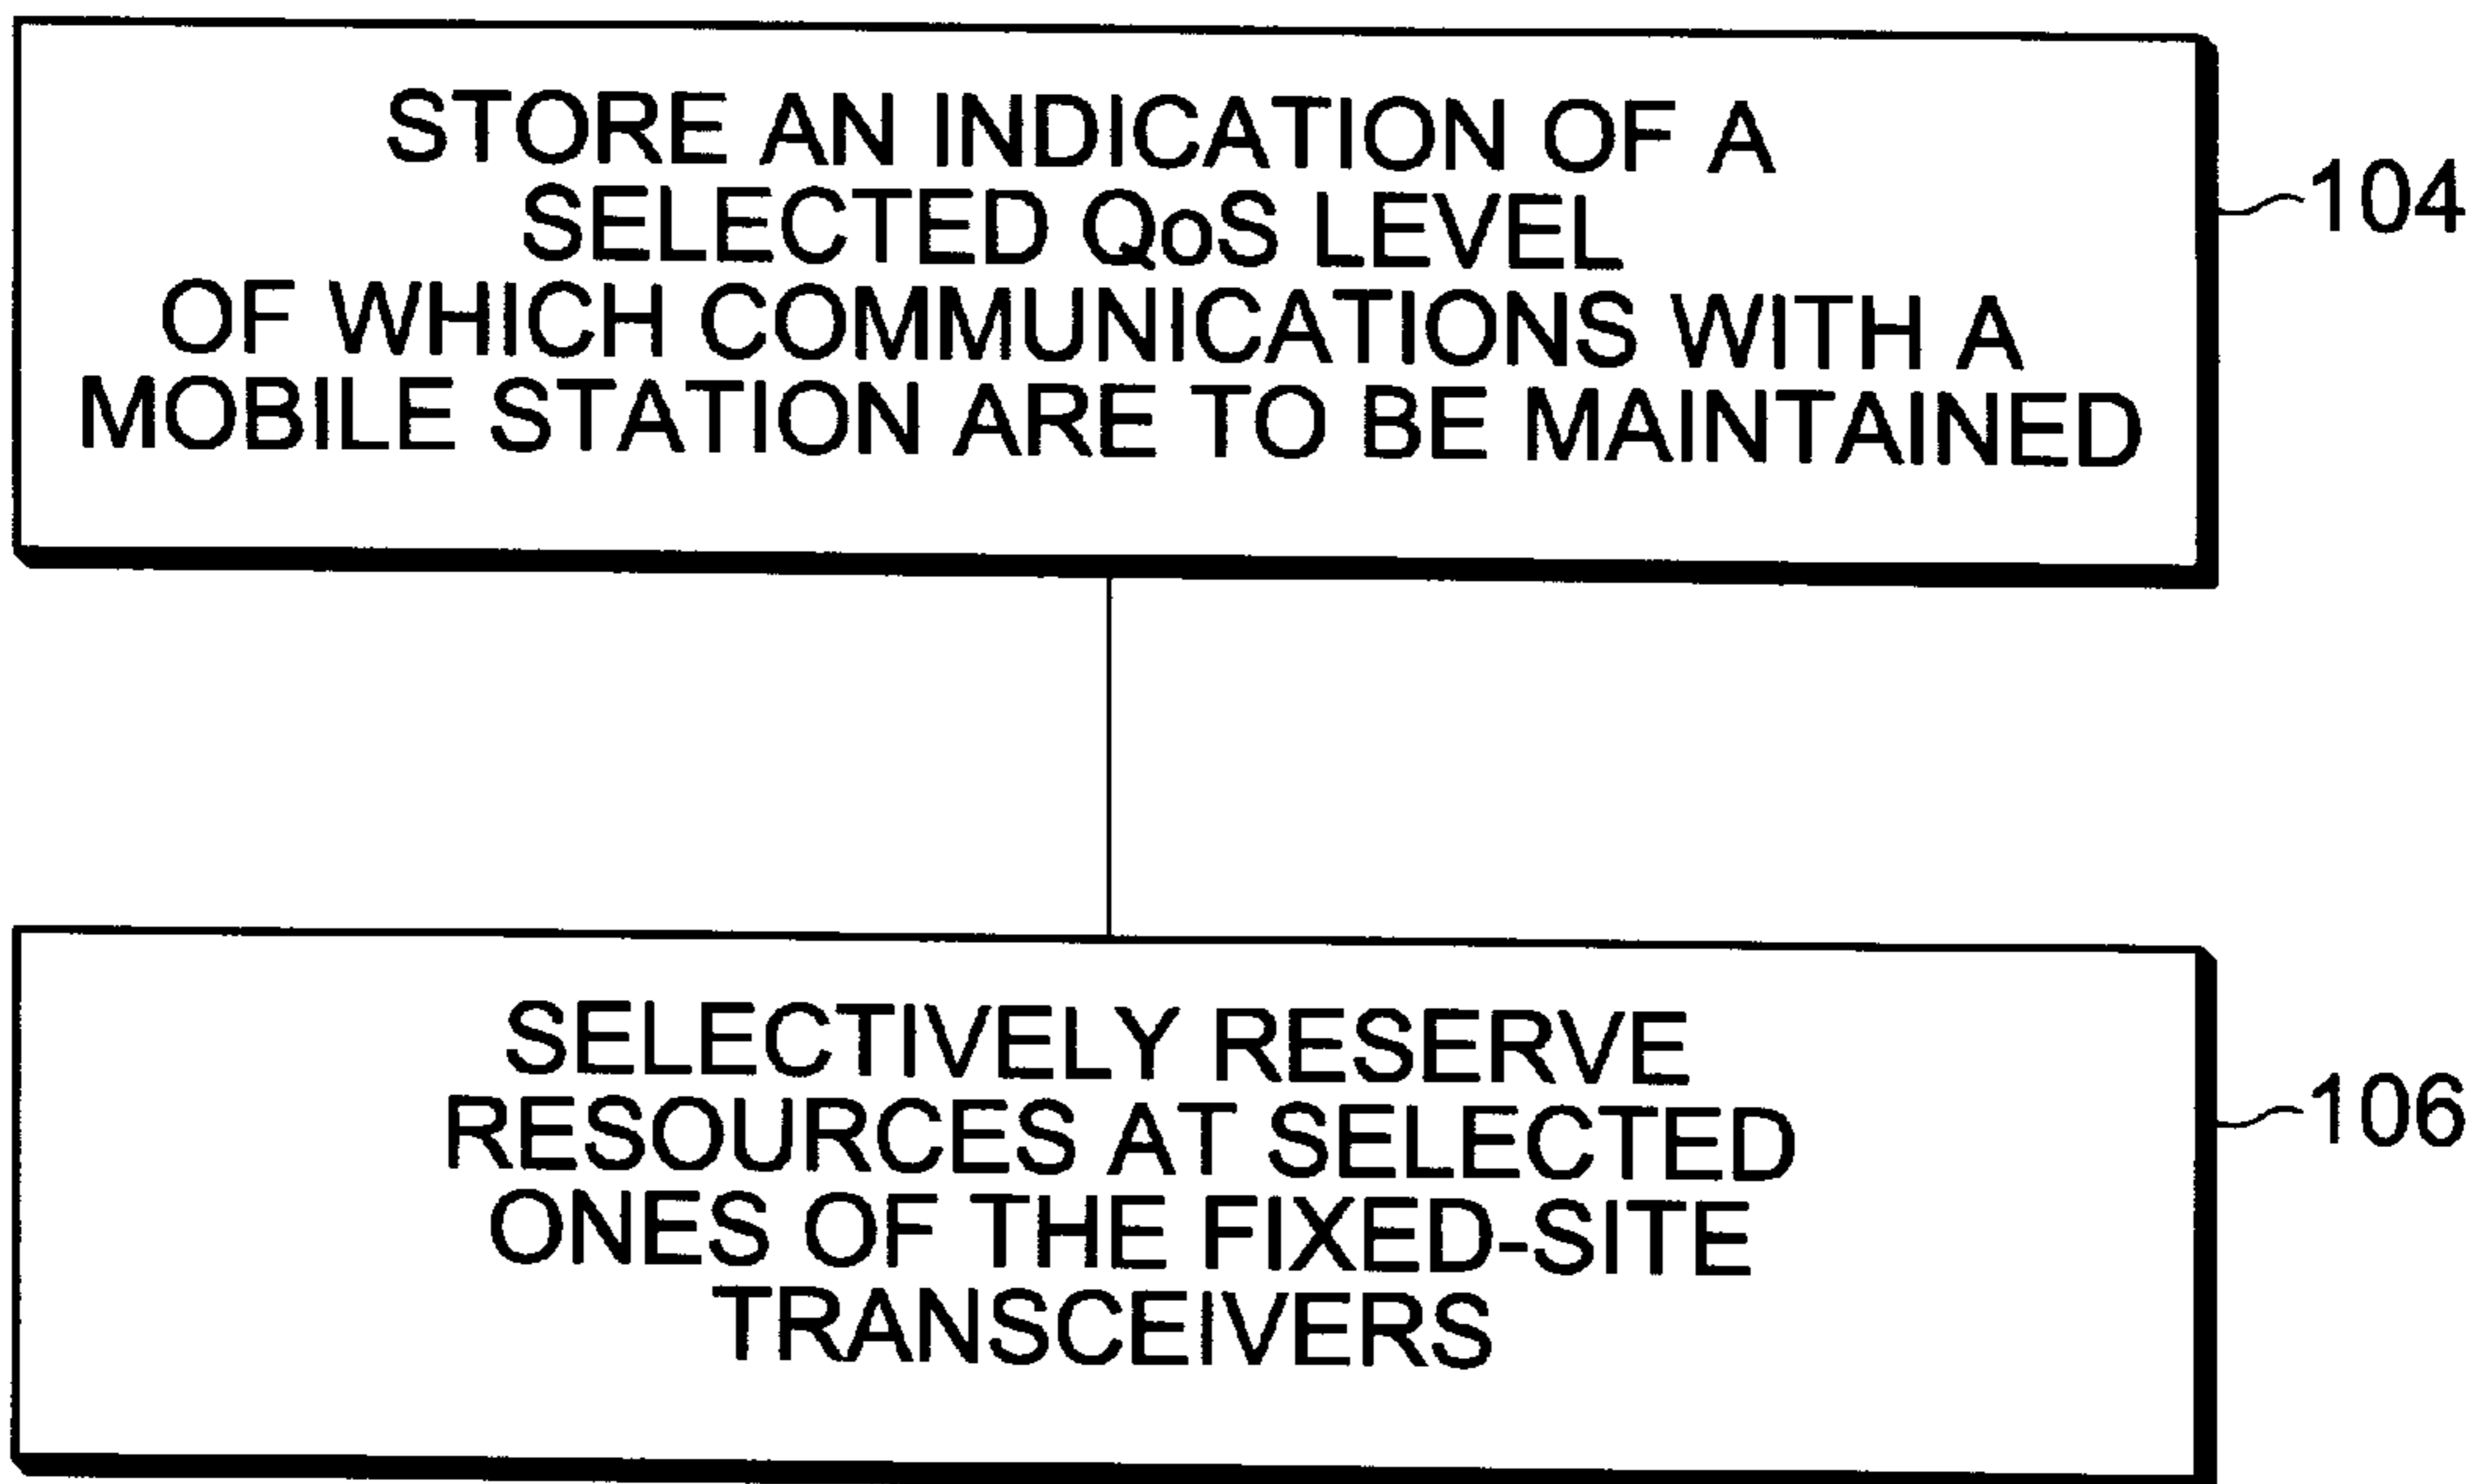 STORE AN INDICATION OF A
SELECTED QoS LEVEL
OF WHICH COMMUNICATIONS WITH A
MOBILE STATION ARE TO BE MAINTAINED
104
SELECTIVELY RESERVE
RESOURCES AT SELECTED
ONES OF THE FIXED-SITE
TRANSCEIVERS
106